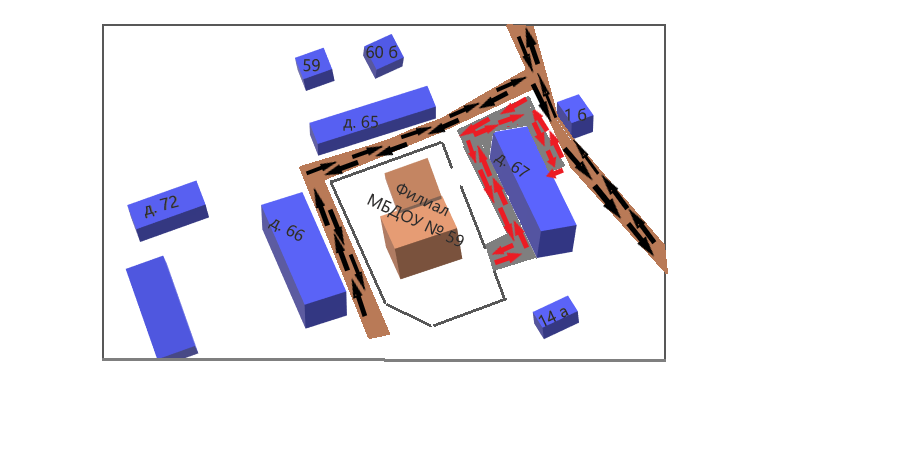 60 б
59
д. 65
1 б
д. 67
Филиал
МБДОУ № 59
д. 72
д. 66
14 а